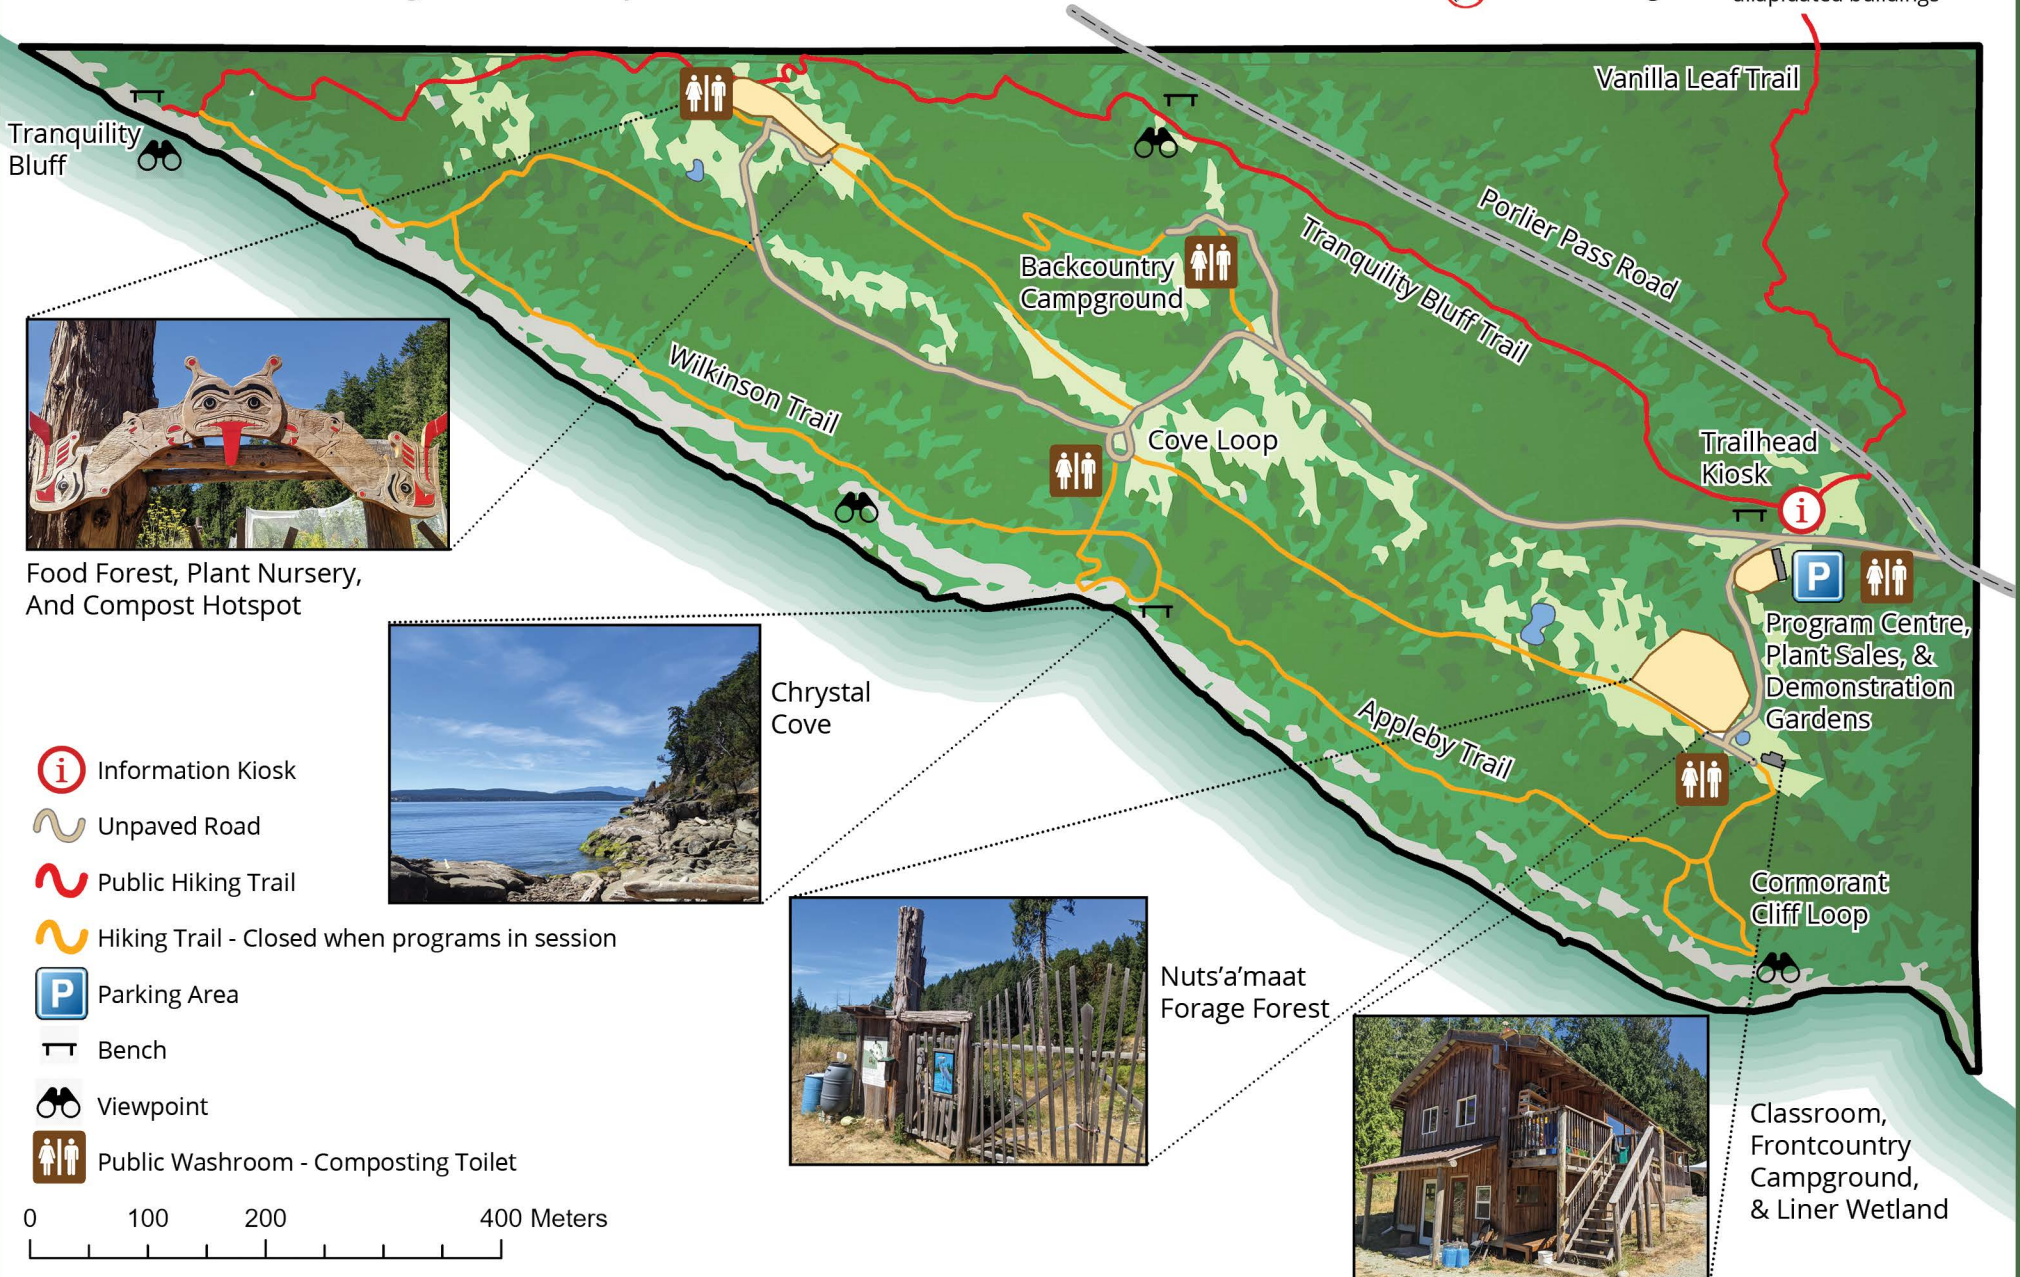 Vanilla Leaf Trail
Tranquility
Bluff
Porlier Pass Road
Tranquility Bluff Trail
Backcountry
Campground
Wilkinson Trail
Cove Loop
Trailhead
Kiosk
i
P
Food Forest, Plant Nursery,
And Compost Hotspot
Program Centre,
Plant Sales, &
Demonstration
Gardens
Chrystal
Cove
Appleby Trail
Cormorant
Cliff Loop
Nuts'a'maat
Forage Forest
Classroom,
Frontcountry
Campground,
& Liner Wetland
i Information Kiosk
Unpaved Road
Public Hiking Trail
Hiking Trail - Closed when programs in session
P Parking Area
Bench
Viewpoint
Public Washroom - Composting Toilet
0 100 200 400 Meters